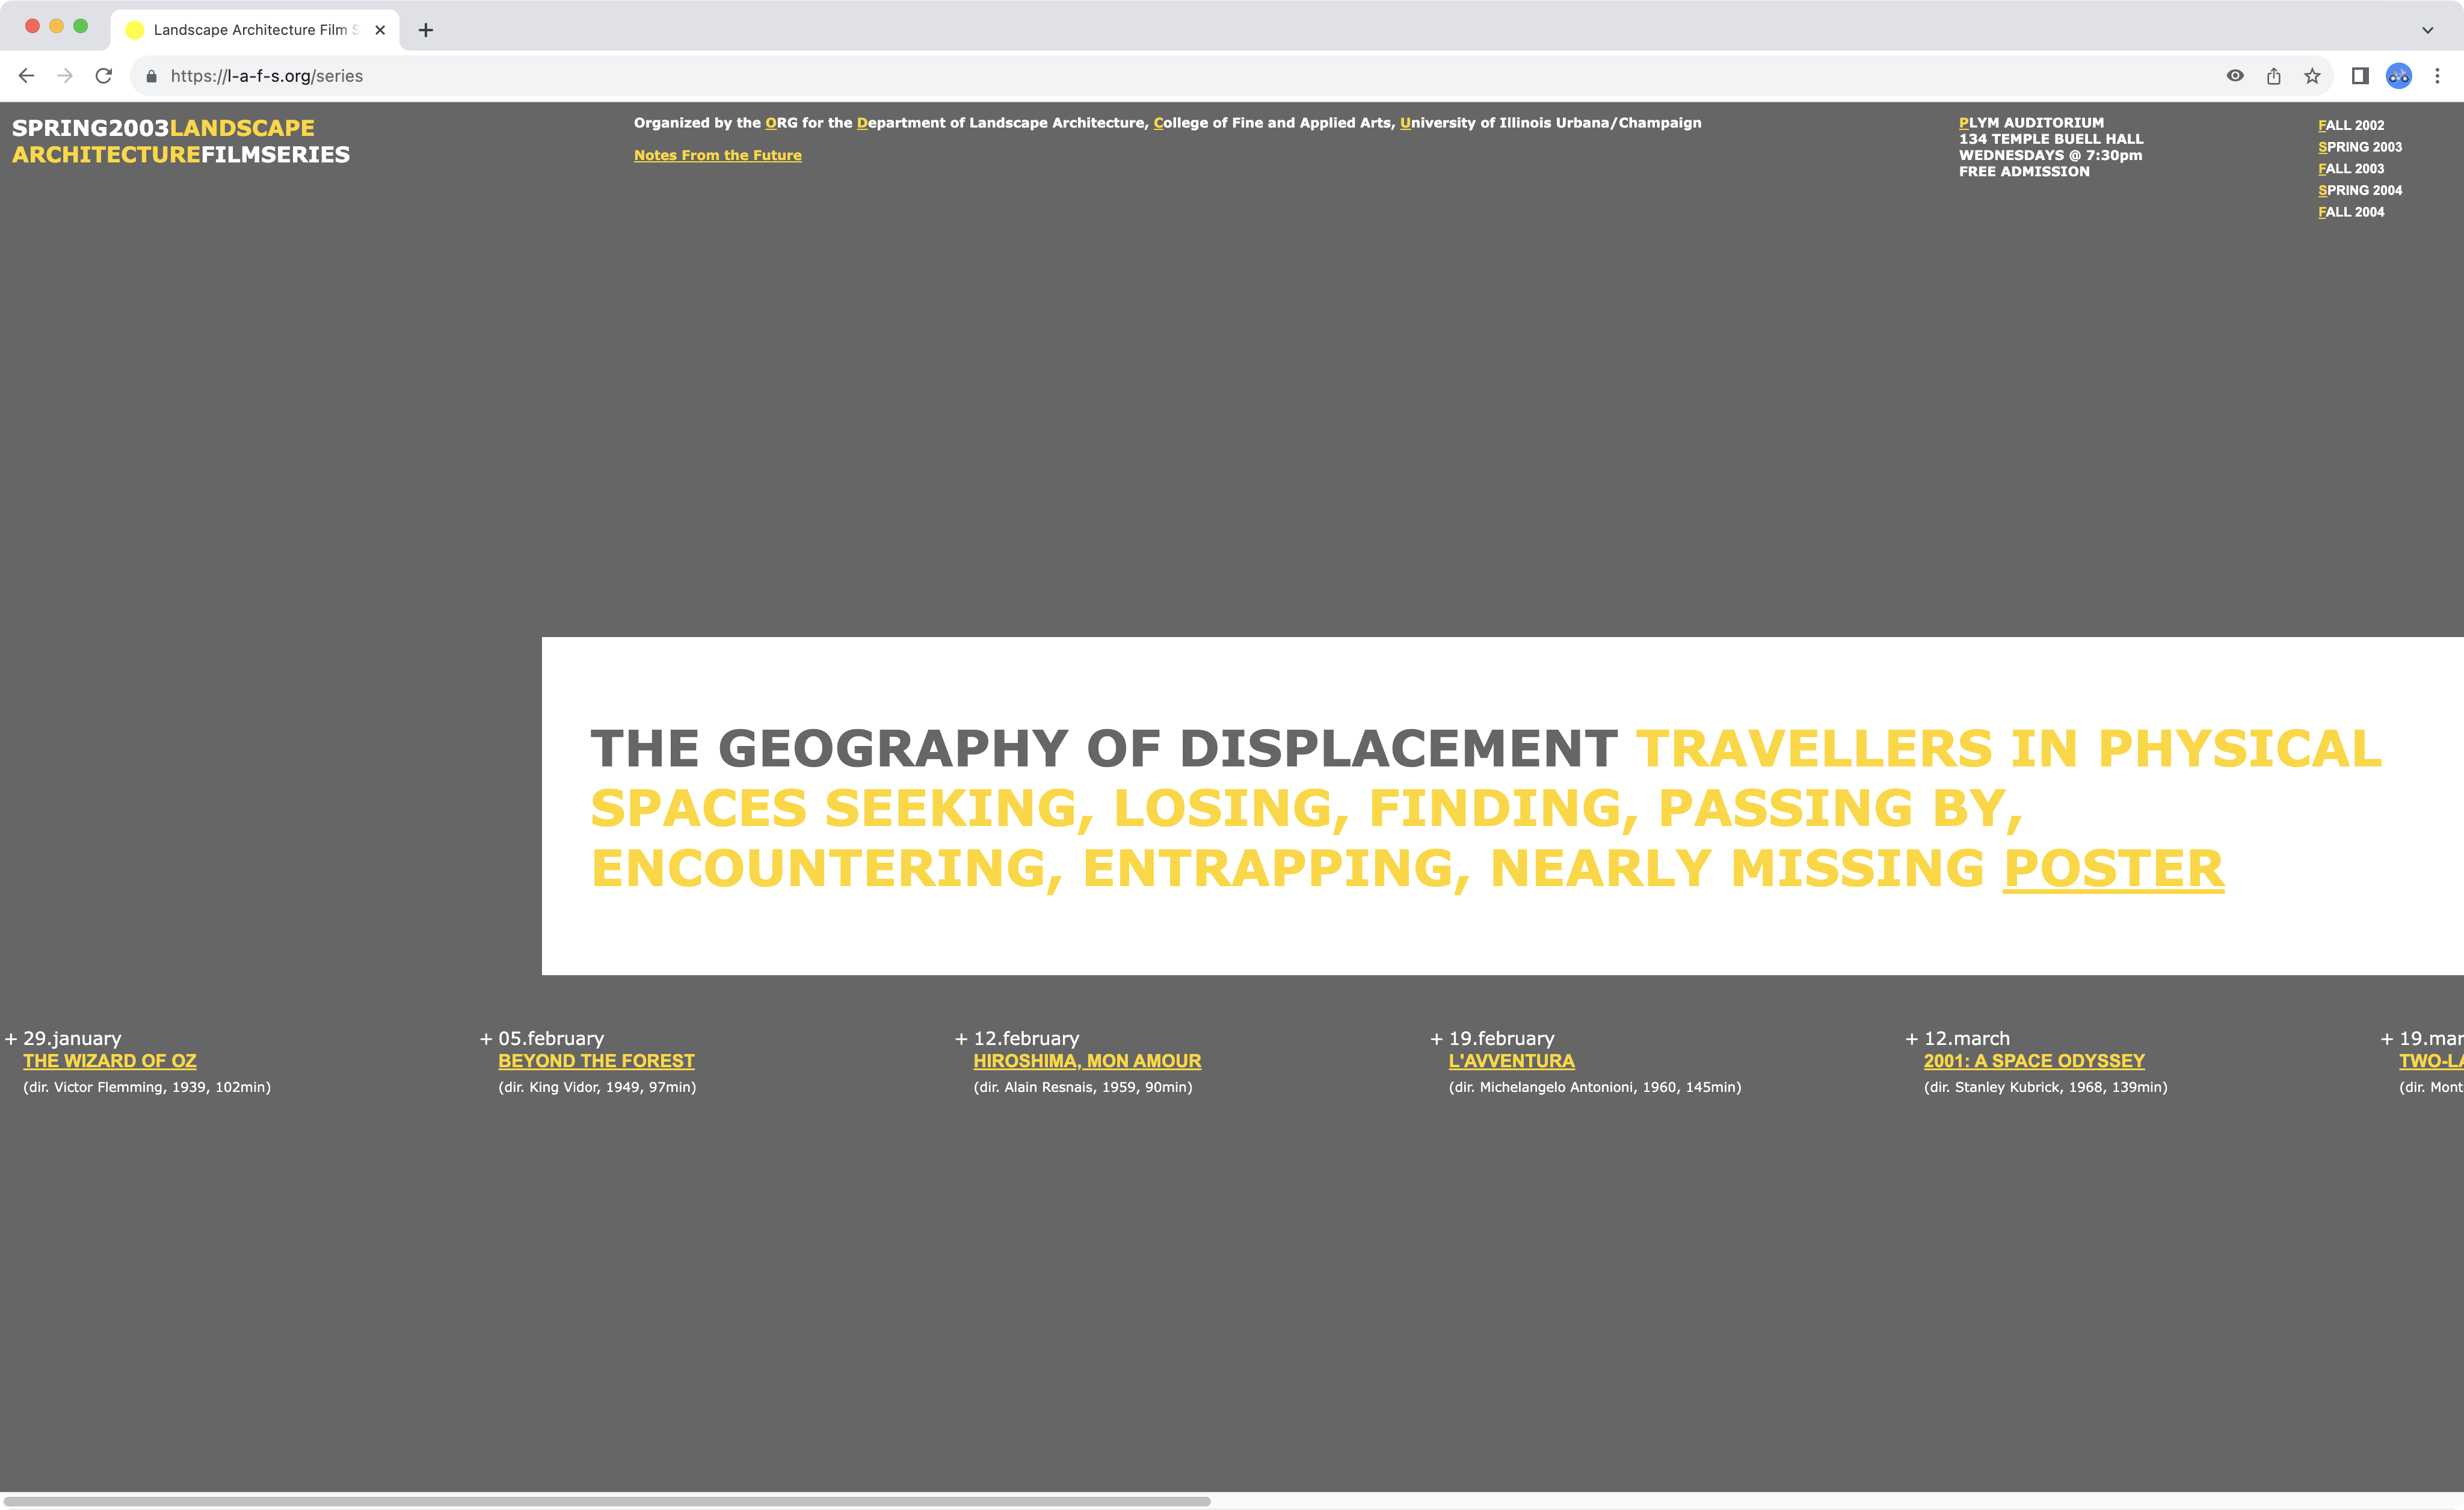 Landscape Architecture Film S
https://l-a-f-s.org/series
SPRING2003LANDSCAPE
ARCHITECTUREFILMSERIES
Organized by the ORG for the Department of Landscape Architecture, College of Fine and Applied Arts, University of Illinois Urbana/Champaign
Notes From the Future
PLYM AUDITORIUM
134 TEMPLE BUELL HALL
WEDNESDAYS @ 7:30pm
FREE ADMISSION
FALL 2002
SPRING 2003
FALL 2003
SPRING 2004
FALL 2004
THE GEOGRAPHY OF DISPLACEMENT TRAVELLERS IN PHYSICAL
SPACES SEEKING, LOSING, FINDING, PASSING BY,
ENCOUNTERING, ENTRAPPING, NEARLY MISSING POSTER
+ 29.january
THE WIZARD OF OZ
(dir. Victor Flemming, 1939, 102min)
+ 05.february
BEYOND THE FOREST
(dir. King Vidor, 1949, 97min)
+ 12.february
HIROSHIMA, MON AMOUR
(dir. Alain Resnais, 1959, 90min)
+ 19.february
L'AVVENTURA
(dir. Michelangelo Antonioni, 1960, 145min)
+ 12.march
2001: A SPACE ODYSSEY
(dir. Stanley Kubrick, 1968, 139min)
+ 19.mar
TWO-LA
(dir. Mont